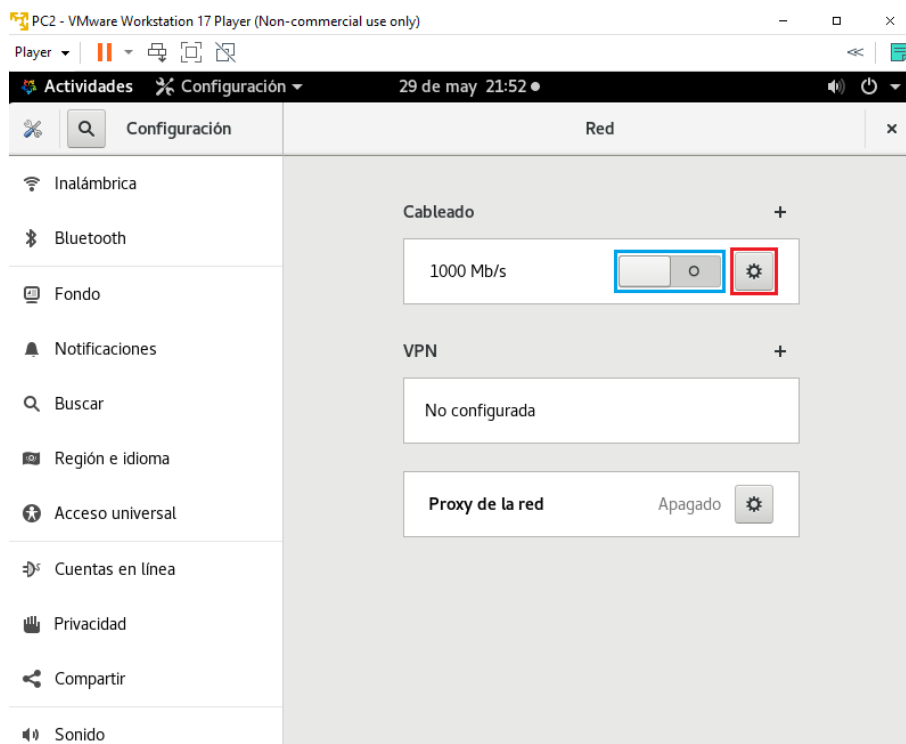 PC2 - VMware Workstation 17 Player (Non-commercial use only)
Player
Actividades Configuración 29 de may 21:52
Configuración Red
Inalámbrica
Bluetooth
Fondo
Notificaciones
Buscar
Región e idioma
Acceso universal
Cuentas en línea
Privacidad
Compartir
Sonido
Cableado
1000 Mb/s
VPN
No configurada
Proxy de la red Apagado